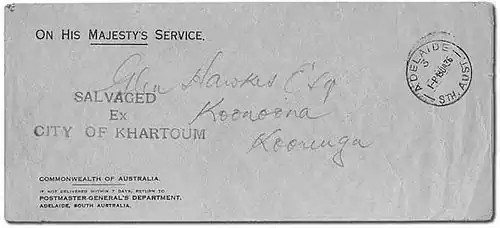 ON HIS MAJESTY'S SERVICE.
ADELAIDE
3
STH. AUST
Glen Hawkes Esq
SALVAGED
Ex
CITY OF KHARTOUM
Koonoona
Kooringa
COMMONWEALTH OF AUSTRALIA.
IF NOT DELIVERED WITHIN 7 DAYS, RETURN TO
POSTMASTER-GENERAL'S DEPARTMENT.
ADELAIDE, SOUTH AUSTRALIA.